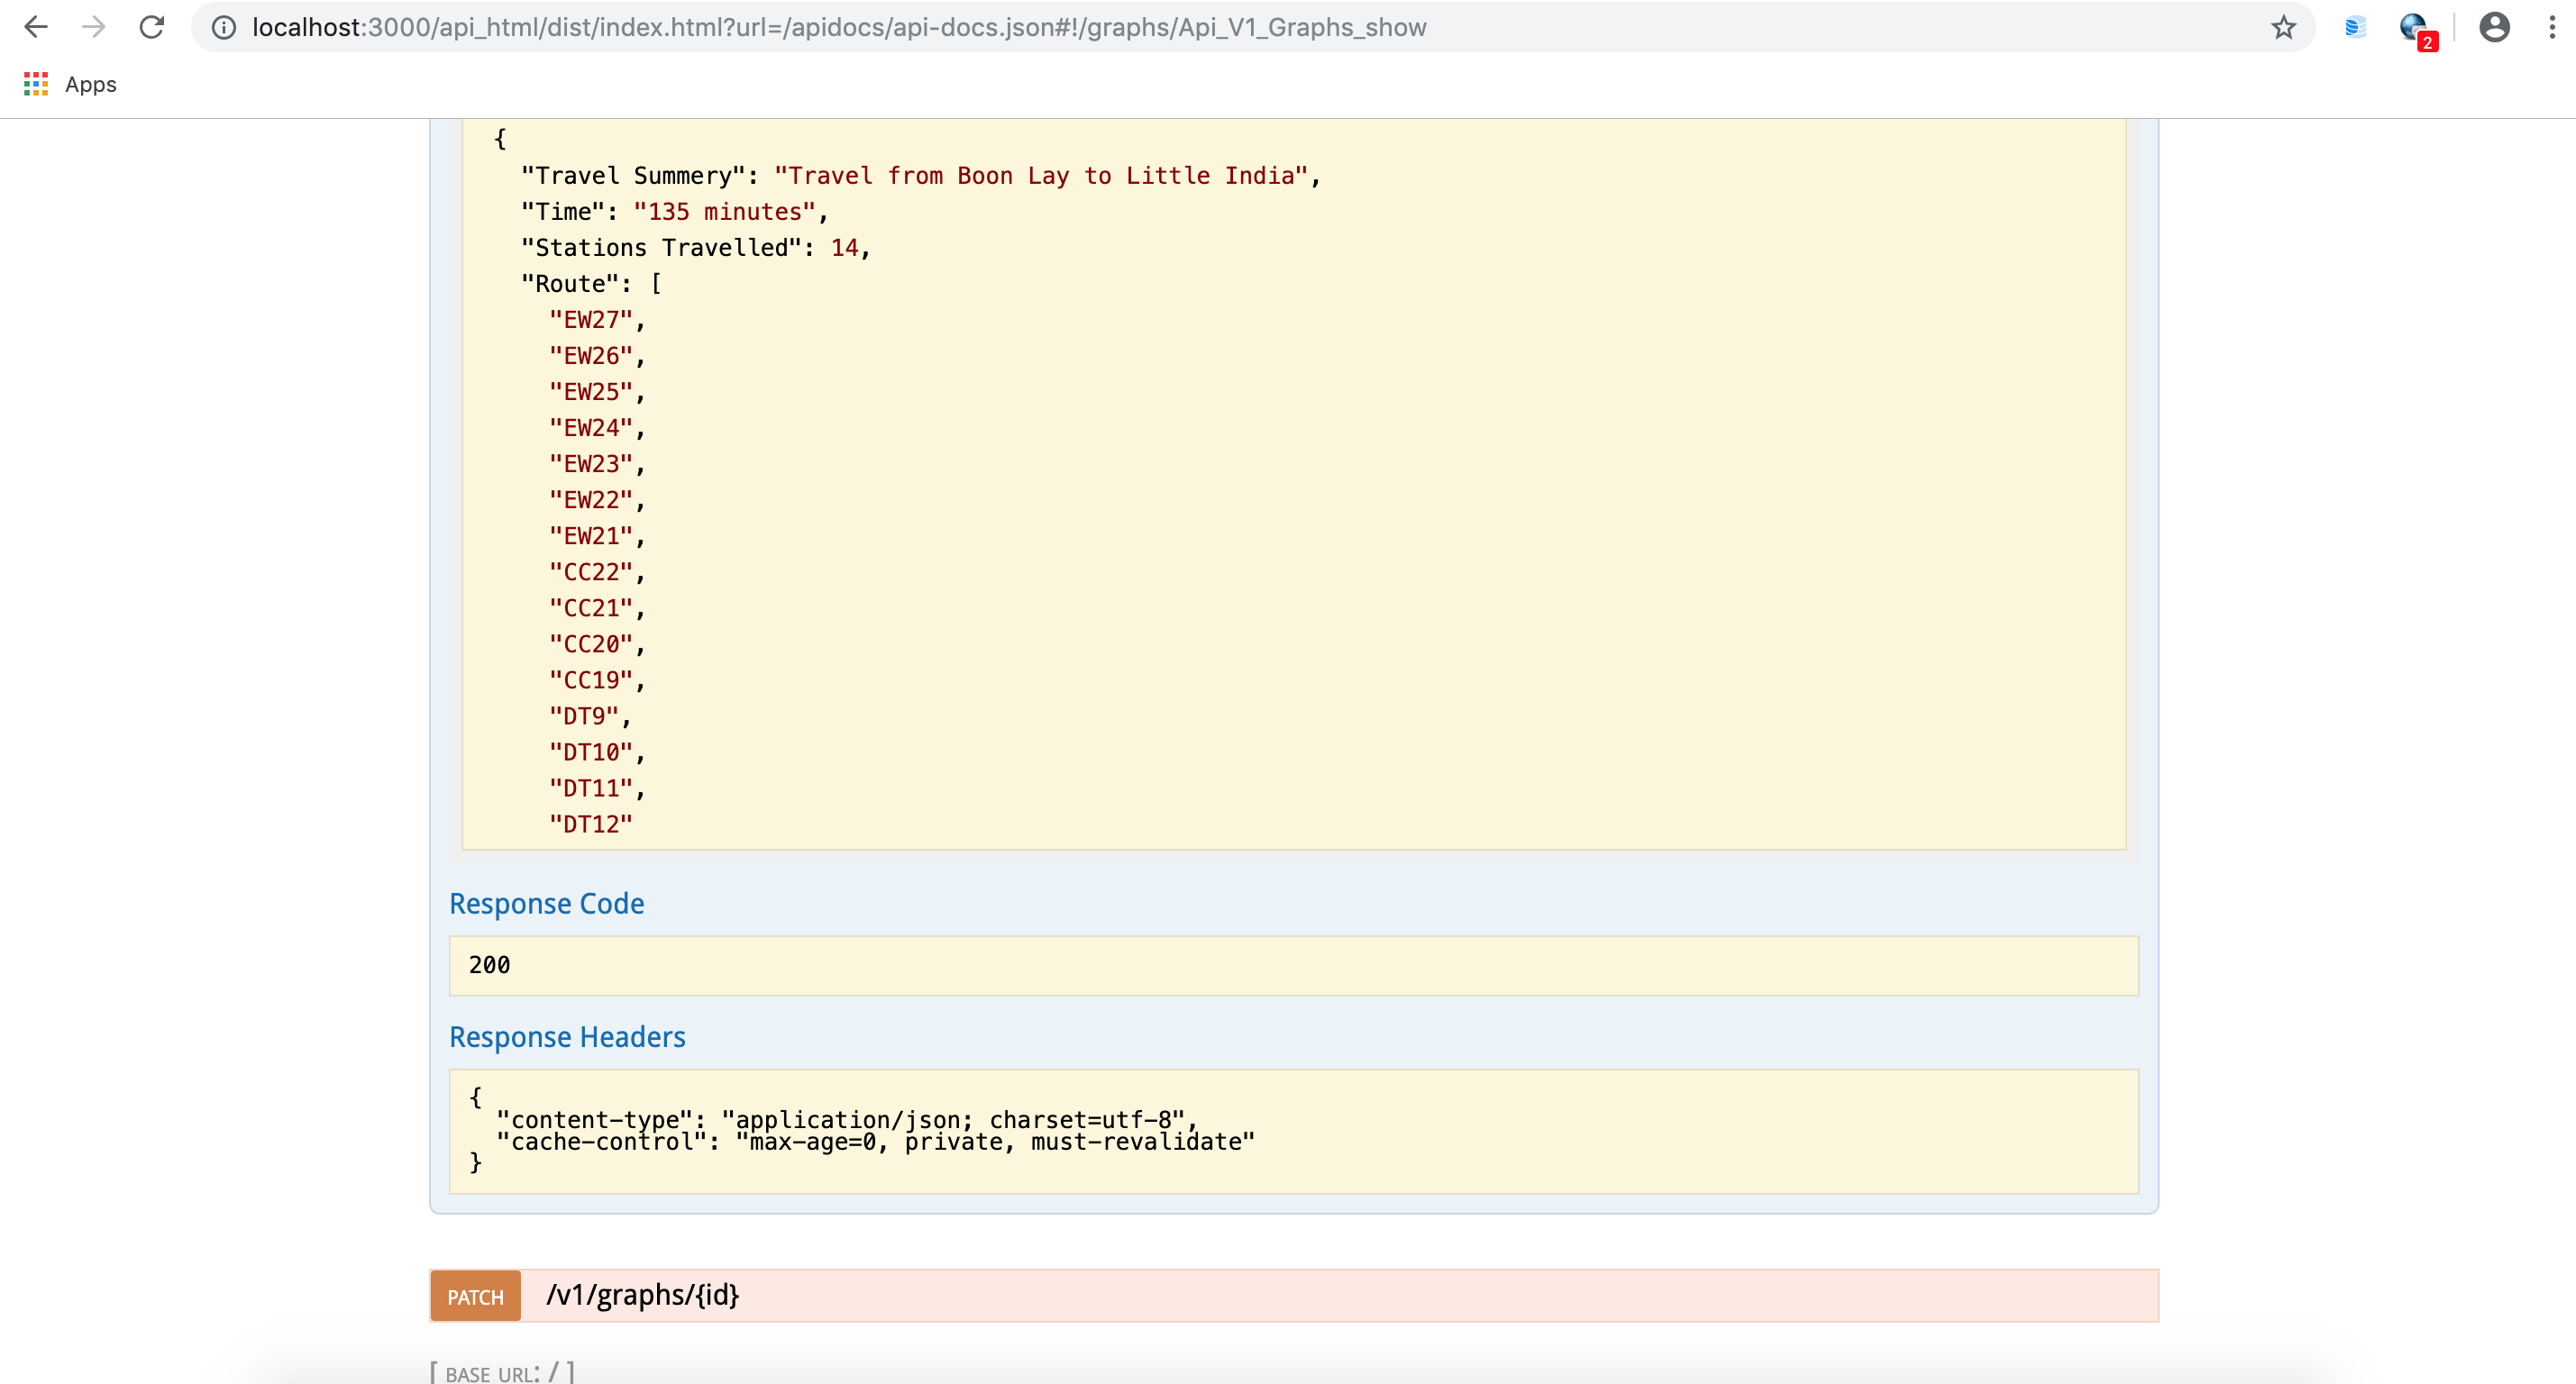 localhost:3000/api_html/dist/index.html?url=/apidocs/api-docs.json#!/graphs/Api_V1_Graphs_show
2
Apps
{
"Travel Summery": "Travel from Boon Lay to Little India",
"Time": "135 minutes",
"Stations Travelled": 14,
"Route": [
"EW27",
"EW26",
"EW25",
"EW24",
"EW23",
"EW22",
"EW21",
"CC22",
"CC21",
"CC20",
"CC19",
"DT9",
"DT10",
"DT11",
"DT12"
Response Code
200
Response Headers
{
"content-type": "application/json; charset=utf-8",
"cache-control": "max-age=0, private, must-revalidate"
}
PATCH /v1/graphs/{id}
[ BASE URL: / ]